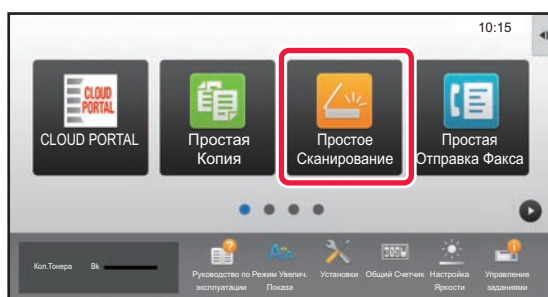 10:15
CLOUD
PORTAL
CLOUD PORTAL
Простая
Копия
Простое
Сканирование
Простая
Отправка Факса
Кол.Тонера Bk
Руководство по
эксплуатации
Режим Увелич.
Показа
Установки
Общий Счетчик
Настройка
Яркости
Управление
заданиями